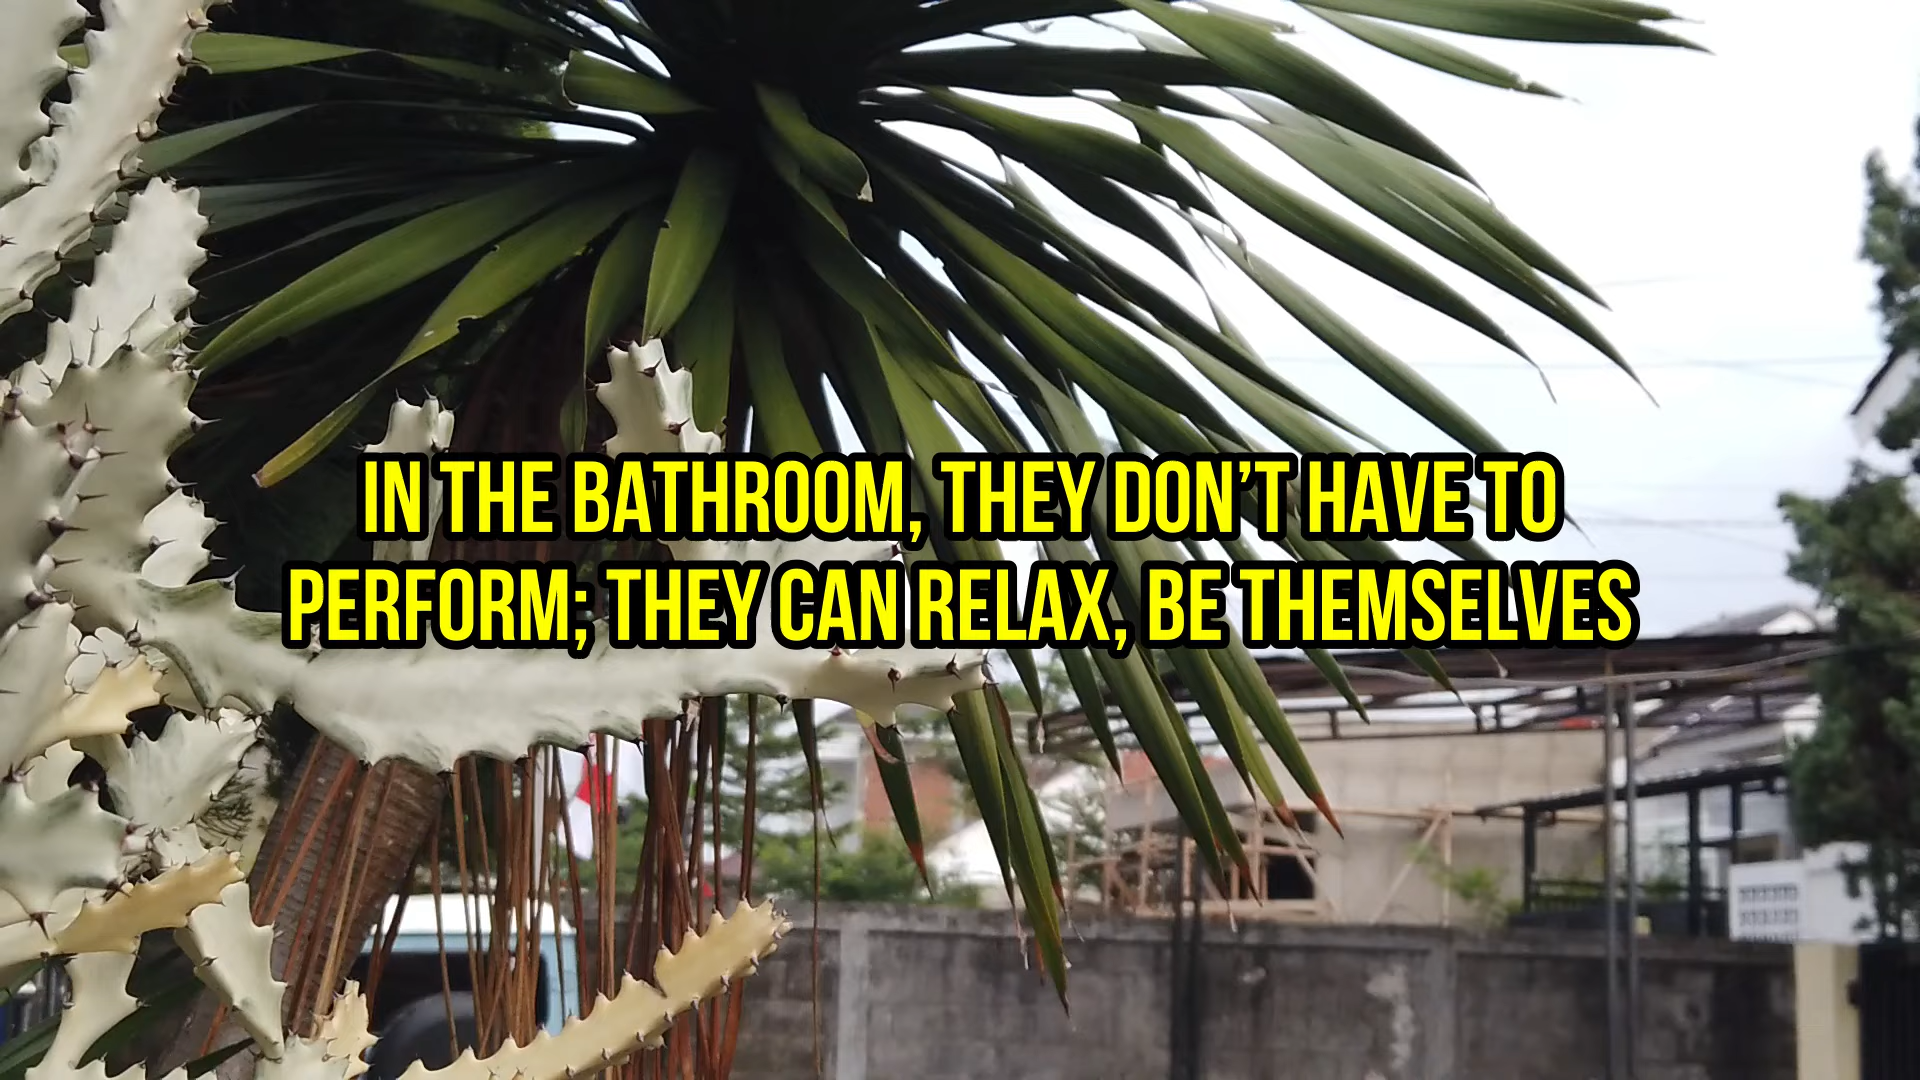 IN THE BATHROOM, THEY DON’T HAVE TO
PERFORM; THEY CAN RELAX, BE THEMSELVES